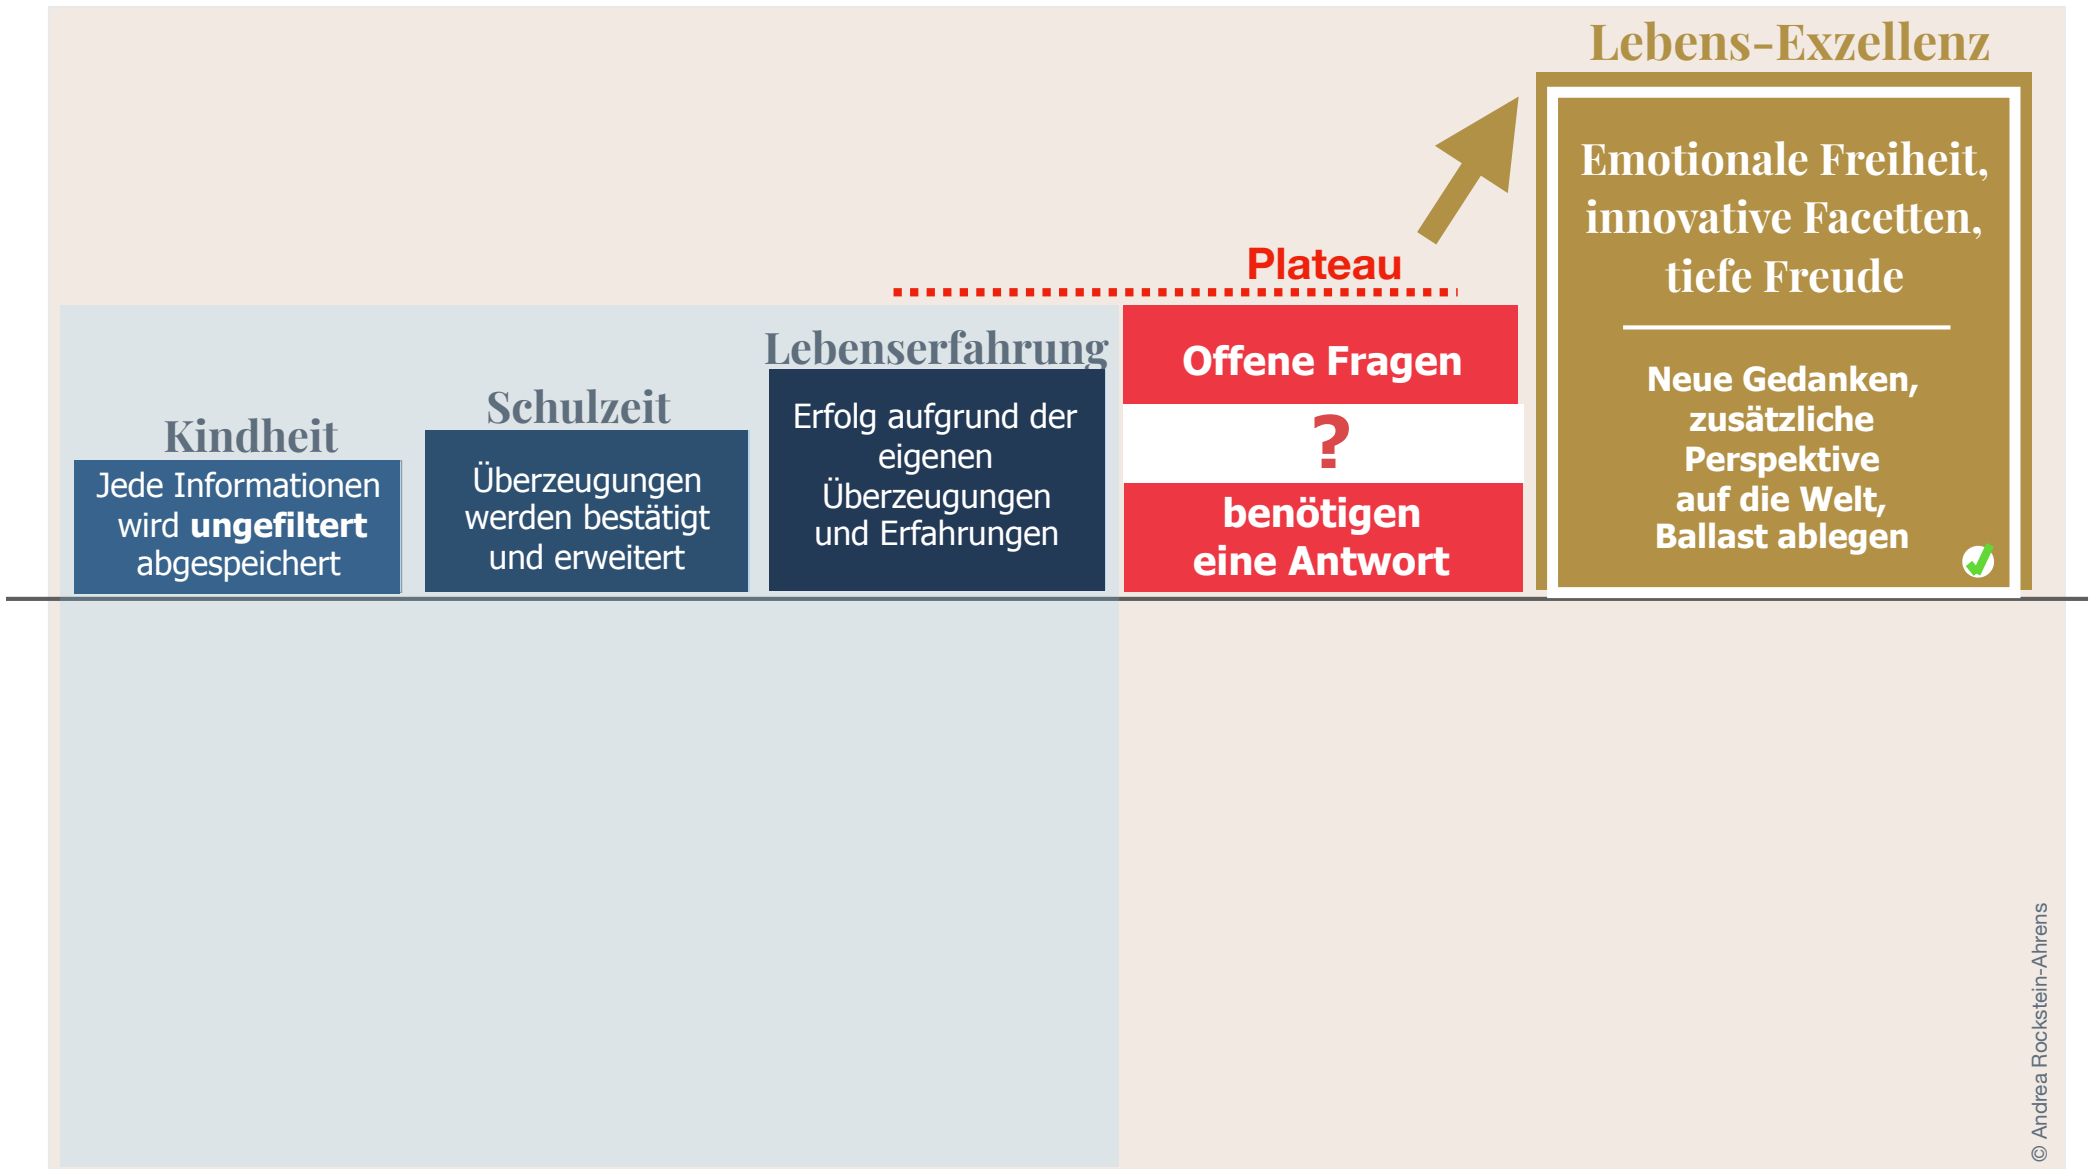 Kindheit
Jede Informationen
wird ungefiltert
abgespeichert
Schulzeit
Überzeugungen
werden bestätigt
und erweitert
Lebenserfahrung
Erfolg aufgrund der
eigenen
Überzeugungen
und Erfahrungen
Plateau
Offene Fragen
?
benötigen
eine Antwort
Lebens-Exzellenz
Emotionale Freiheit,
innovative Facetten,
tiefe Freude
Neue Gedanken,
zusätzliche
Perspektive
auf die Welt,
Ballast ablegen
© Andrea Rockstein-Ahrens